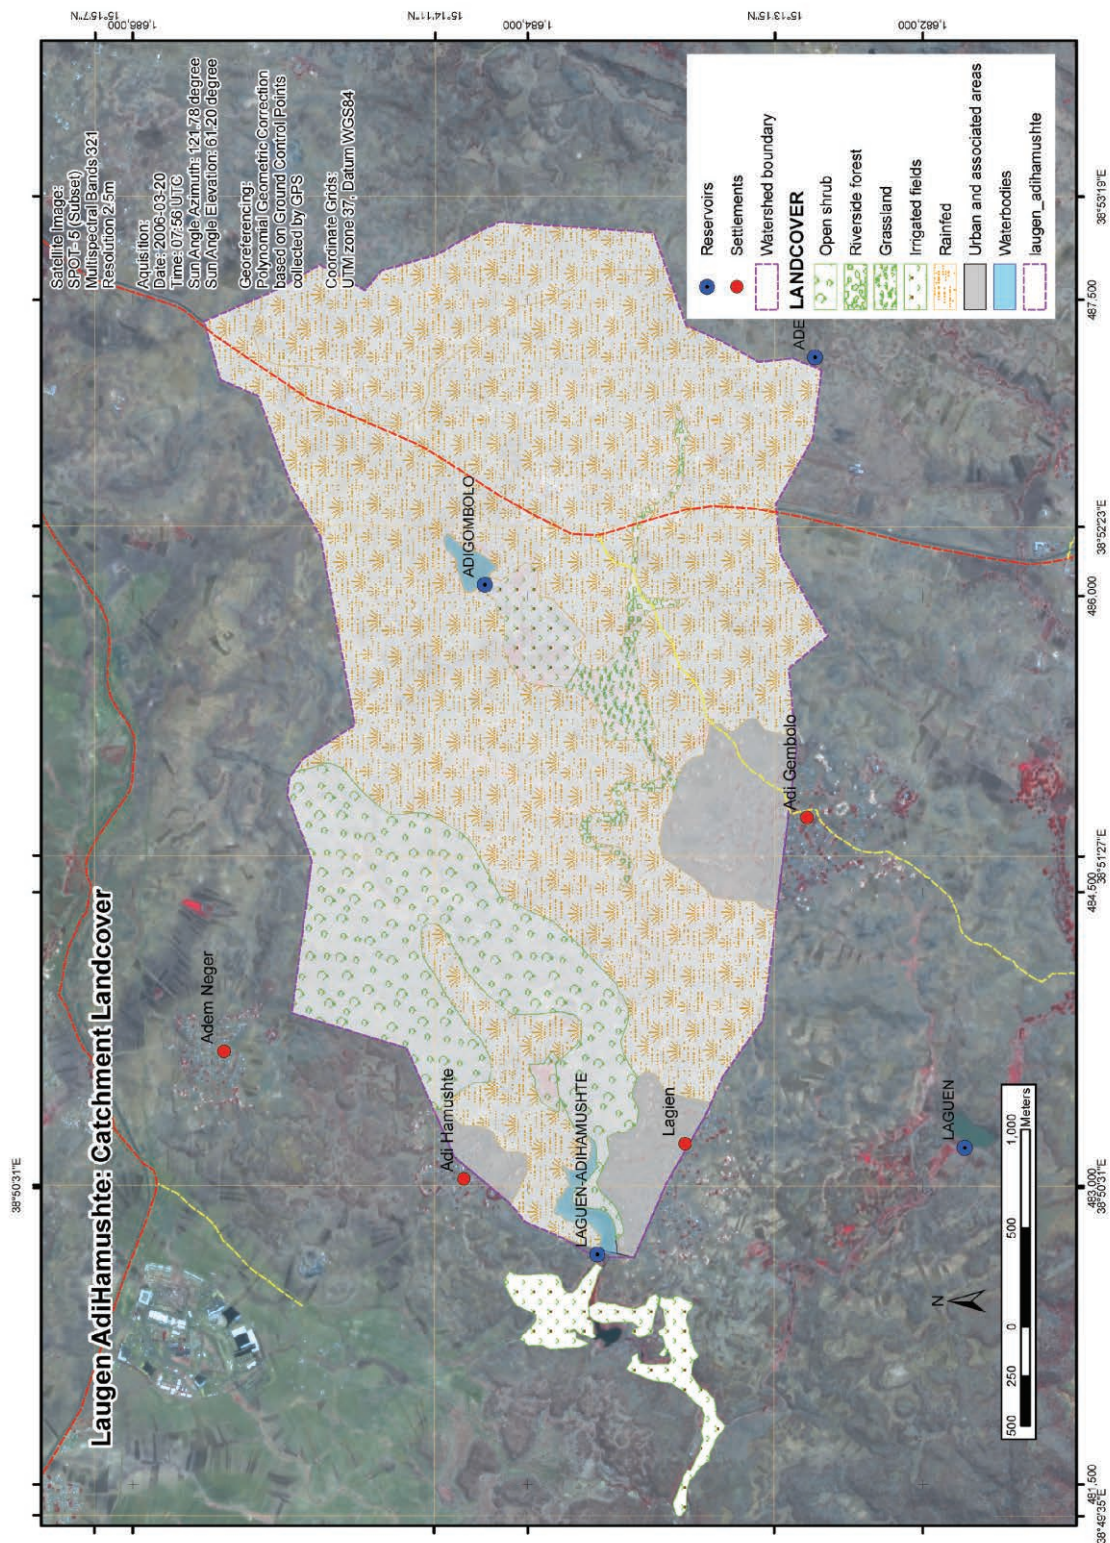 Laugen AdiHamushte: Catchment Landcover
38°50'31"E
Satellite Image:
SPOT-5 (Subset)
Multispectral Bands 321
Resolution 2.5m
Aquisition:
Date: 2006-03-20
Time: 07:56 UTC
Sun Angle Azimuth: 121.78 degree
Sun Angle Elevation: 61.20 degree
Georeferencing:
Polynomial Geometric Correction
based on Ground Control Points
collected by GPS
Coordinate Grids:
UTM zone 37, Datum WGS84
15°15'7"N
1,685,000
15°14'11"N
1,684,000
15°13'15"N
1,682,000
Adem Neger
Adi Hamushte
LAGUEN-ADIHAMUSHTE
Lagien
ADIGOMBOLO
Adi Gembolo
ADE
LAGUEN
N
500
250
0
500
1,000
Meters
Reservoirs
Settlements
Watershed boundary
LANDCOVER
Open shrub
Riverside forest
Grassland
Irrigated fields
Rainfed
Urban and associated areas
Waterbodies
laugen_adihamushte
481,500
38°49'35"E
483,000
38°50'31"E
484,500
38°51'27"E
486,000
38°52'23"E
487,500
38°53'19"E